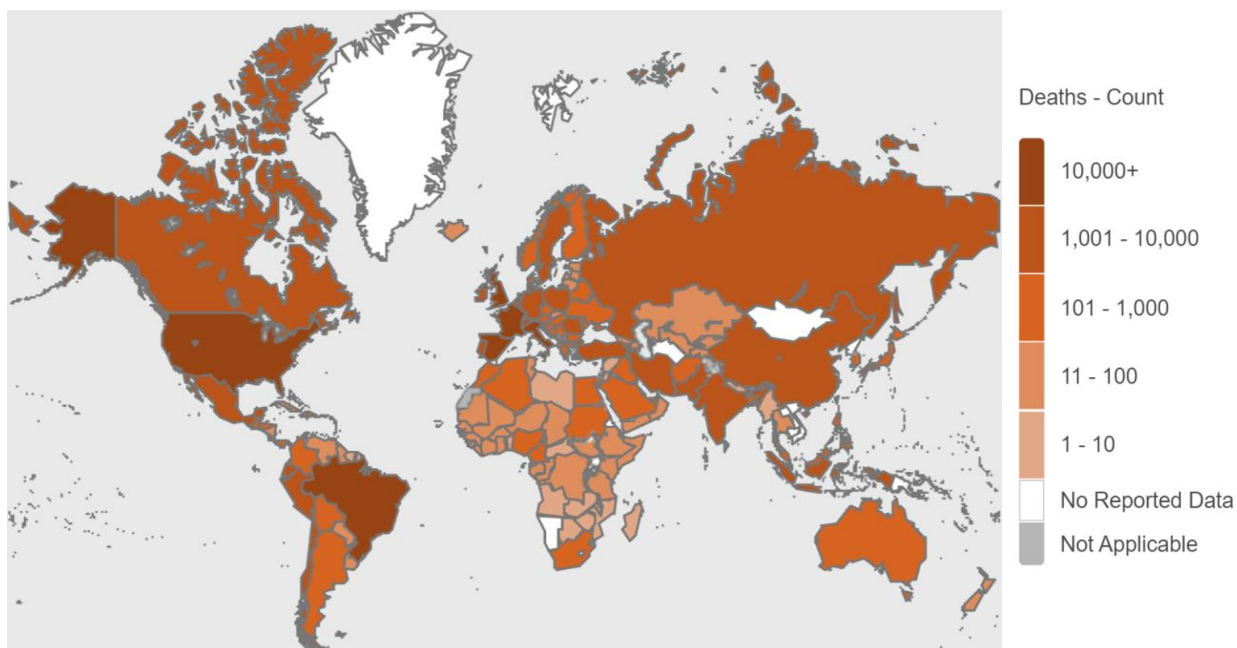 Deaths - Count
10,000+
1,001 - 10,000
101 - 1,000
11 - 100
1 - 10
No Reported Data
Not Applicable